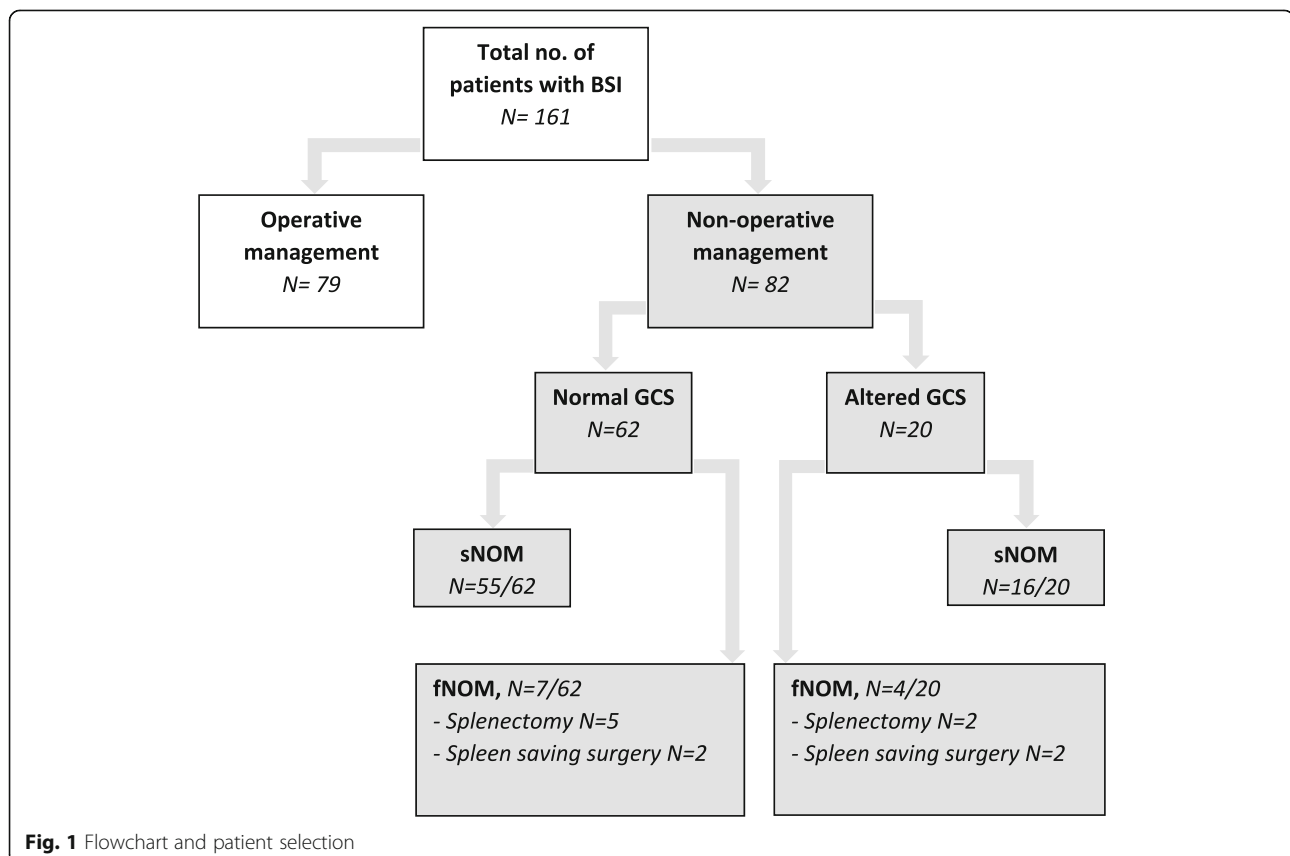 Total no. of
patients with BSI
N= 161
Operative
management
N= 79
Non-operative
management
N= 82
Normal GCS
N=62
Altered GCS
N=20
sNOM
N=55/62
sNOM
N=16/20
fNOM, N=7/62
- Splenectomy N=5
- Spleen saving surgery N=2
fNOM, N=4/20
- Splenectomy N=2
- Spleen saving surgery N=2
Fig. 1 Flowchart and patient selection